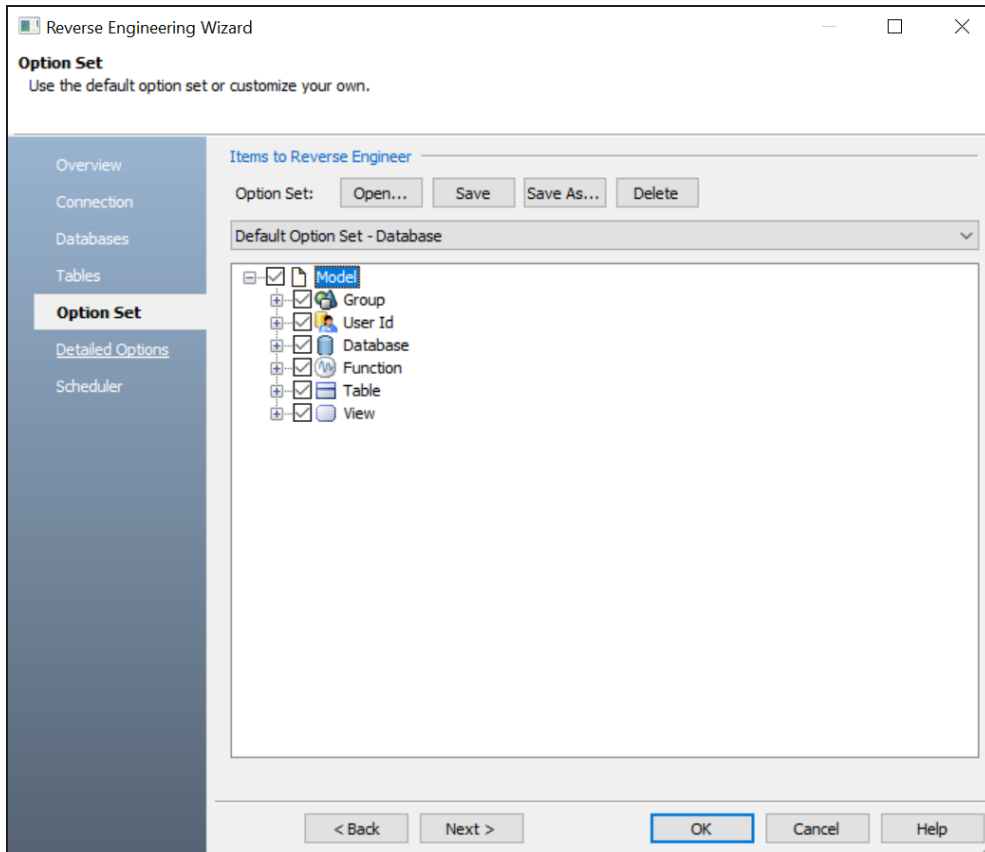 Reverse Engineering Wizard
Option Set
Use the default option set or customize your own.
Overview
Connection
Databases
Tables
Option Set
Detailed Options
Scheduler
Items to Reverse Engineer
Option Set: Open... Save Save As... Delete
Default Option Set - Database
Model
Group
User Id
Database
Function
Table
View
< Back Next > OK Cancel Help